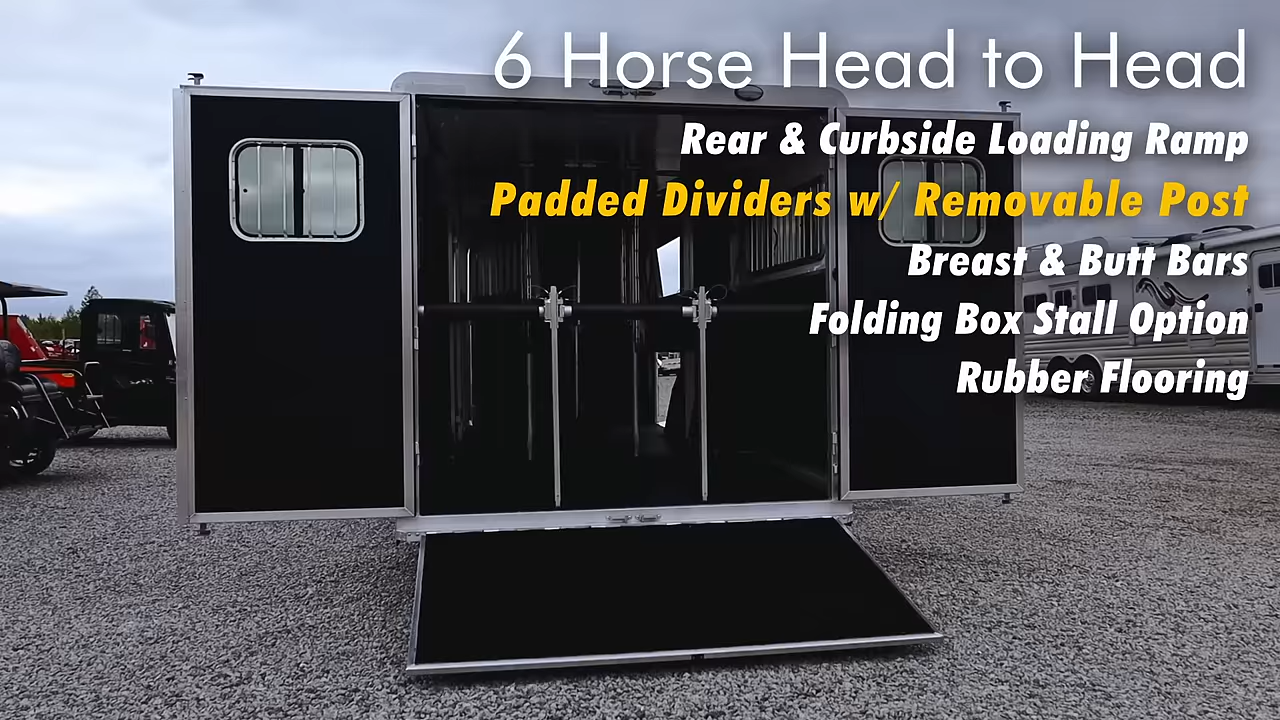 6 Horse Head to Head
Rear & Curbside Loading Ramp
Padded Dividers w/ Removable Post
Breast & Butt Bars
Folding Box Stall Option
Rubber Flooring